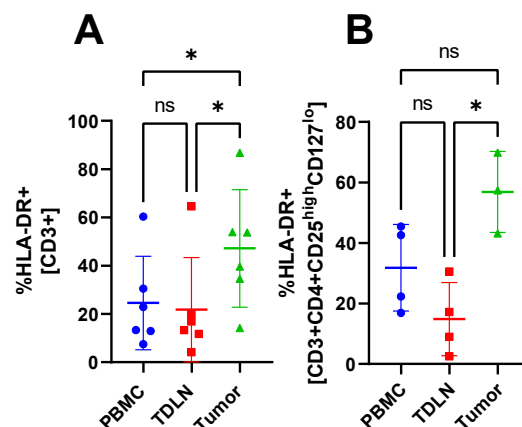 A
%HLA-DR+
[CD3+]
100
80
60
40
20
0
*
ns
*
PBMC
TDLN
Tumor
B
%HLA-DR+
[CD3+CD4+CD25highCD127lo]
80
60
40
20
0
ns
ns
*
PBMC
TDLN
Tumor